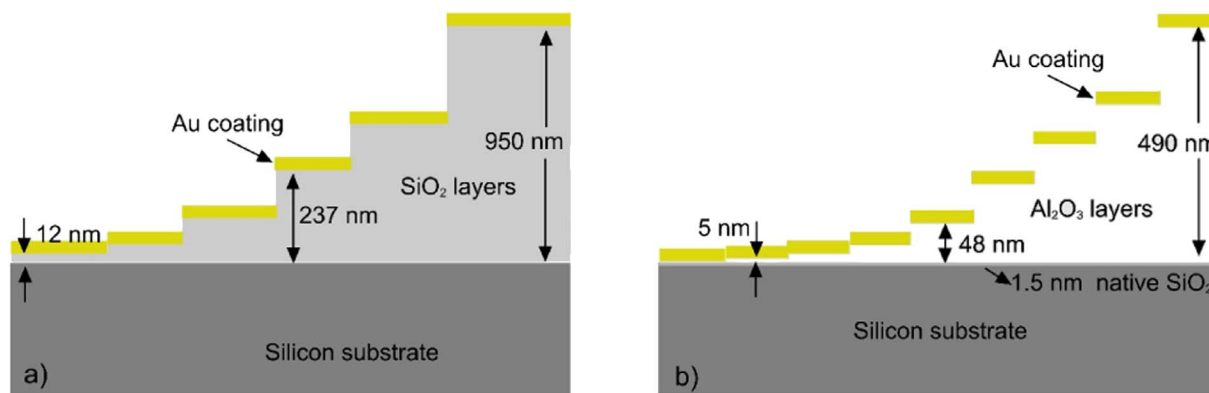 Au coating
950 nm
SiO₂ layers
237 nm
12 nm
Silicon substrate
a)
Au coating
490 nm
Al₂O₃ layers
5 nm
48 nm
1.5 nm native SiO₂
Silicon substrate
b)